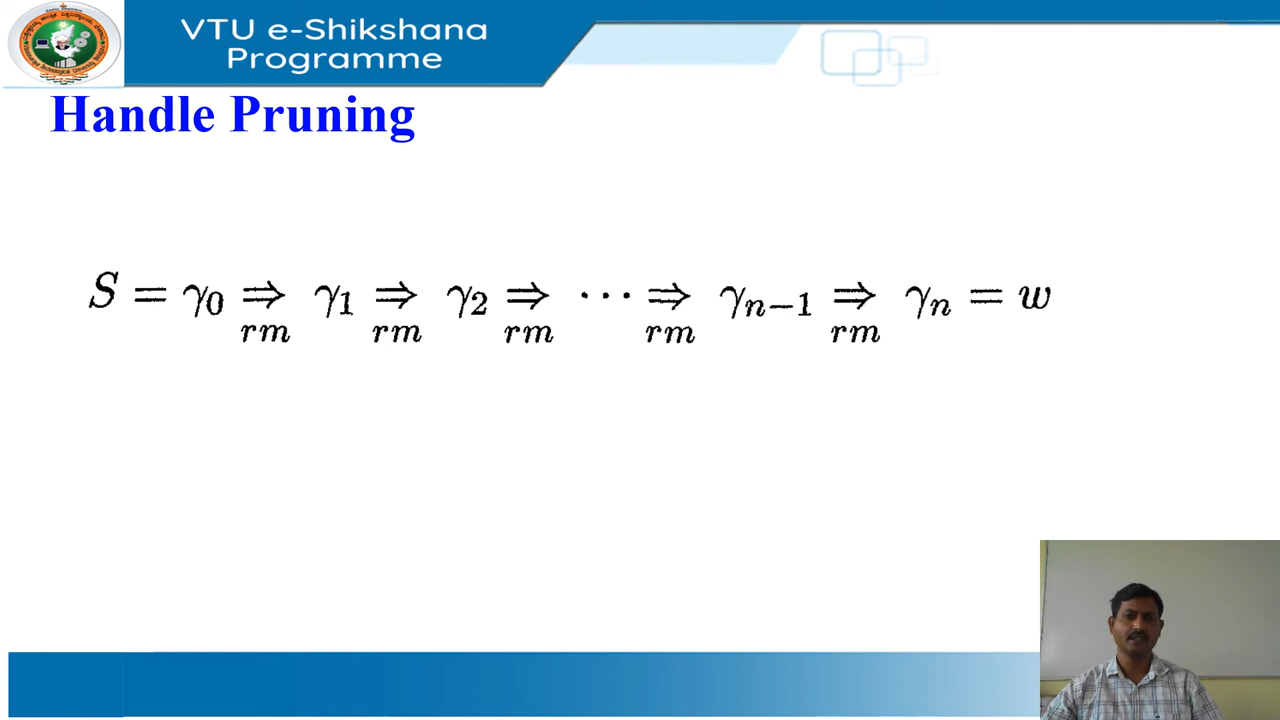 VTU e-Shikshana
Programme
Handle Pruning
S = γ₀ ⇒ γ₁ ⇒ γ₂ ⇒ ⋯ ⇒ γₙ₋₁ ⇒ γₙ = w
rm rm rm rm rm